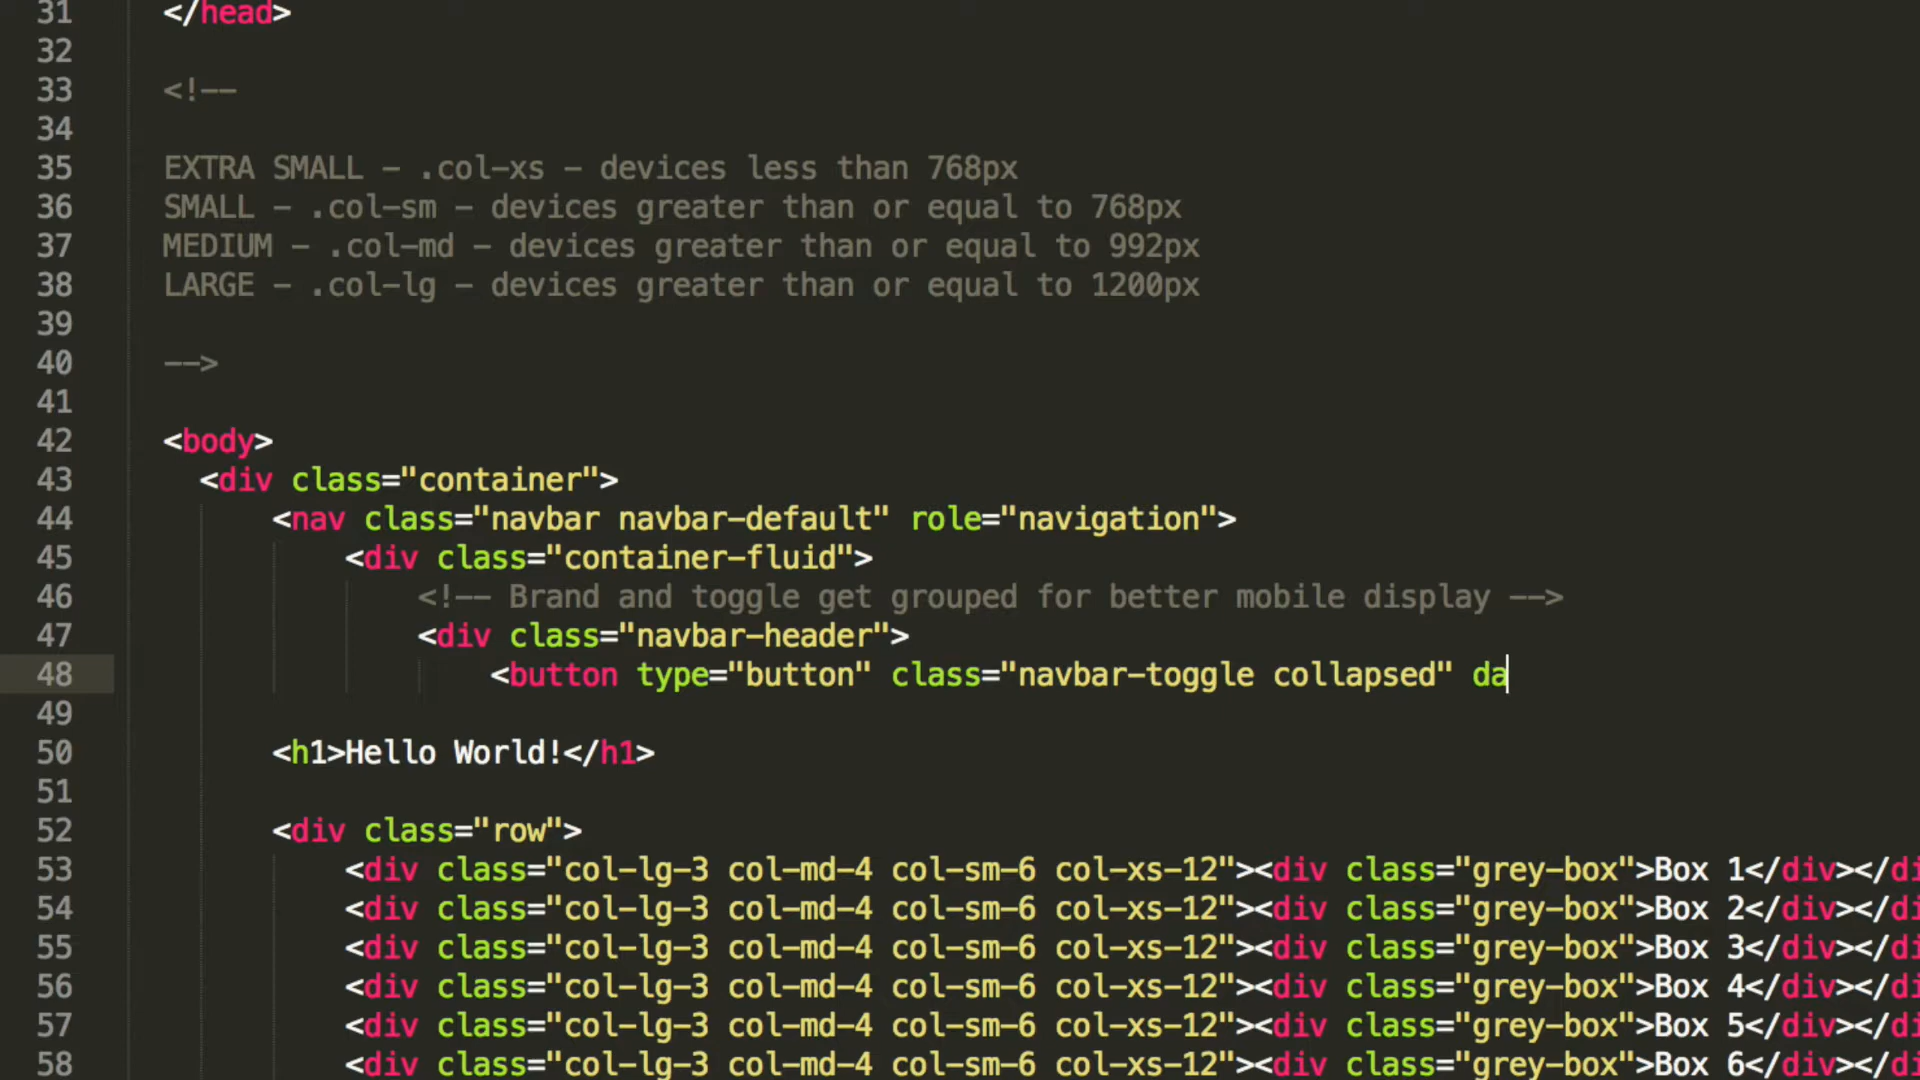 31 </head>
32
33 <!--
34
35 EXTRA SMALL - .col-xs - devices less than 768px
36 SMALL - .col-sm - devices greater than or equal to 768px
37 MEDIUM - .col-md - devices greater than or equal to 992px
38 LARGE - .col-lg - devices greater than or equal to 1200px
39
40 -->
41
42 <body>
43 <div class="container">
44 <nav class="navbar navbar-default" role="navigation">
45 <div class="container-fluid">
46 <!-- Brand and toggle get grouped for better mobile display -->
47 <div class="navbar-header">
48 <button type="button" class="navbar-toggle collapsed" da
49
50 <h1>Hello World!</h1>
51
52 <div class="row">
53 <div class="col-lg-3 col-md-4 col-sm-6 col-xs-12"><div class="grey-box">Box 1</div></di
54 <div class="col-lg-3 col-md-4 col-sm-6 col-xs-12"><div class="grey-box">Box 2</div></di
55 <div class="col-lg-3 col-md-4 col-sm-6 col-xs-12"><div class="grey-box">Box 3</div></di
56 <div class="col-lg-3 col-md-4 col-sm-6 col-xs-12"><div class="grey-box">Box 4</div></di
57 <div class="col-lg-3 col-md-4 col-sm-6 col-xs-12"><div class="grey-box">Box 5</div></di
58 <div class="col-lg-3 col-md-4 col-sm-6 col-xs-12"><div class="grey-box">Box 6</div></di